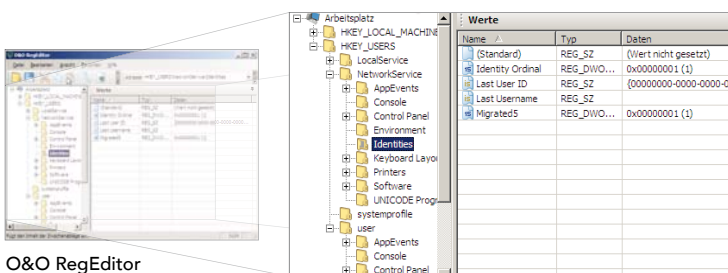 O&O RegEditor
Arbeitsplatz
HKEY_LOCAL_MACHINE
HKEY_USERS
LocalService
NetworkService
AppEvents
Console
Control Panel
Environment
Identities
Keyboard Layou
Printers
Software
UNICODE Progr
systemprofile
user
AppEvents
Console
Control Panel
Werte
Name Typ Daten
(Standard) REG_SZ (Wert nicht gesetzt)
Identity Ordinal REG_DWO... 0x00000001 (1)
Last User ID REG_SZ {00000000-0000-0000-0
Last Username REG_SZ
Migrated5 REG_DWO... 0x00000001 (1)
O&O RegEditor